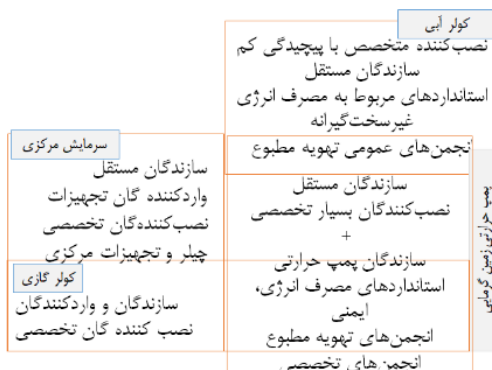 کولر آبی
نصب‌کننده متخصص با پیچیدگی کم
سازندگان مستقل
استانداردهای مربوط به مصرف انرژی
غیرسخت‌گیرانه
انجمن‌های عمومی تهویه مطبوع
سازندگان مستقل
نصب‌کنندگان بسیار تخصصی
+
سازندگان پمپ حرارتی
استانداردهای مصرف انرژی،
ایمنی
انجمن‌های تهویه مطبوع
انجمن‌های تخصصی
پمپ حرارتی زمین گرمایی
سرمایش مرکزی
سازندگان مستقل
واردکننده گان تجهیزات
نصب‌کننده‌گان تخصصی
چیلر و تجهیزات مرکزی
کولر گازی
سازندگان و واردکنندگان
نصب کننده گان تخصصی